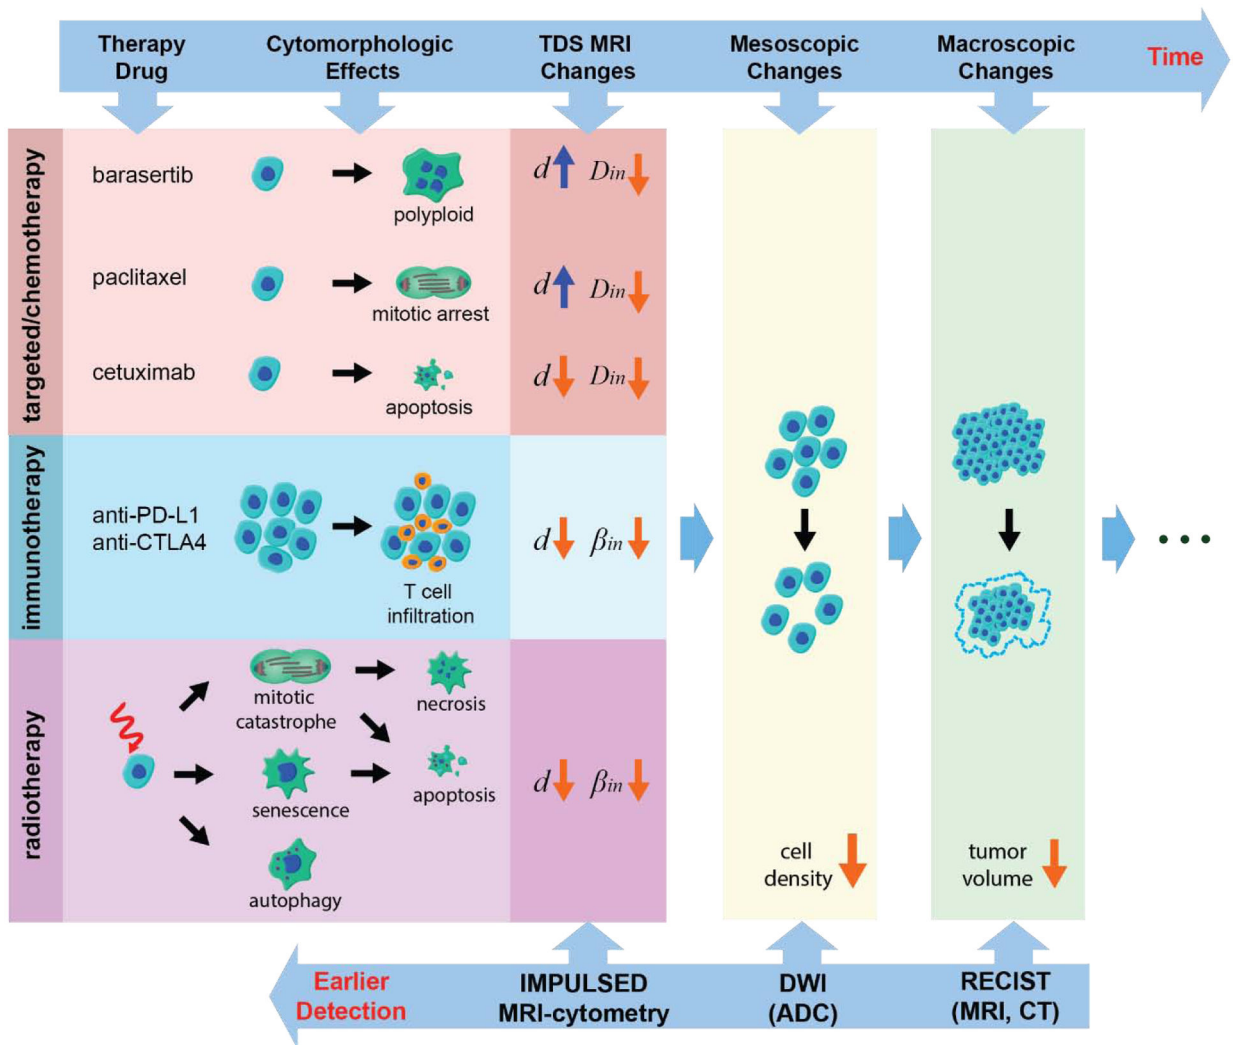 Therapy
Drug
Cytomorphologic
Effects
TDS MRI
Changes
Mesoscopic
Changes
Macroscopic
Changes
Time
targeted/chemotherapy
barasertib
polyploid
d Din
paclitaxel
mitotic arrest
d Din
cetuximab
apoptosis
d Din
immunotherapy
anti-PD-L1
anti-CTLA4
T cell
infiltration
d βin
...
radiotherapy
mitotic
catastrophe
necrosis
senescence
apoptosis
autophagy
d βin
cell
density
tumor
volume
Earlier
Detection
IMPULSED
MRI-cytometry
DWI
(ADC)
RECIST
(MRI, CT)